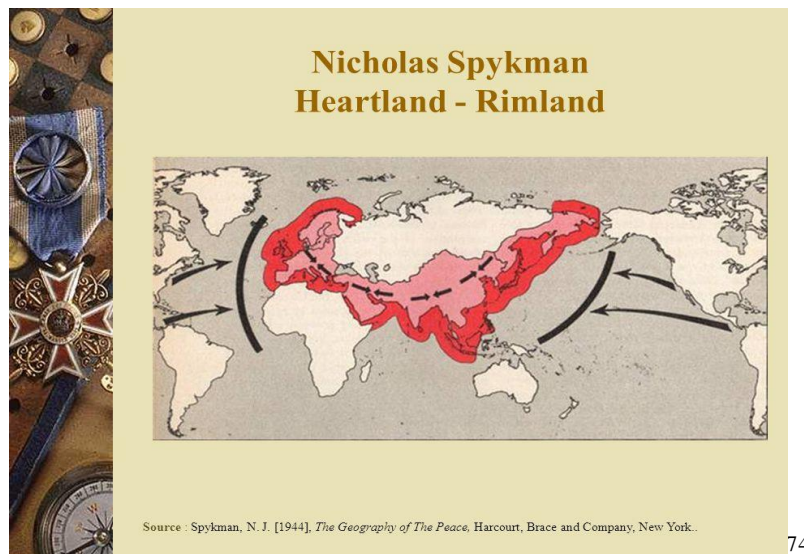 Nicholas Spykman
Heartland - Rimland
Source : Spykman, N. J. [1944], The Geography of The Peace, Harcourt, Brace and Company, New York..
74